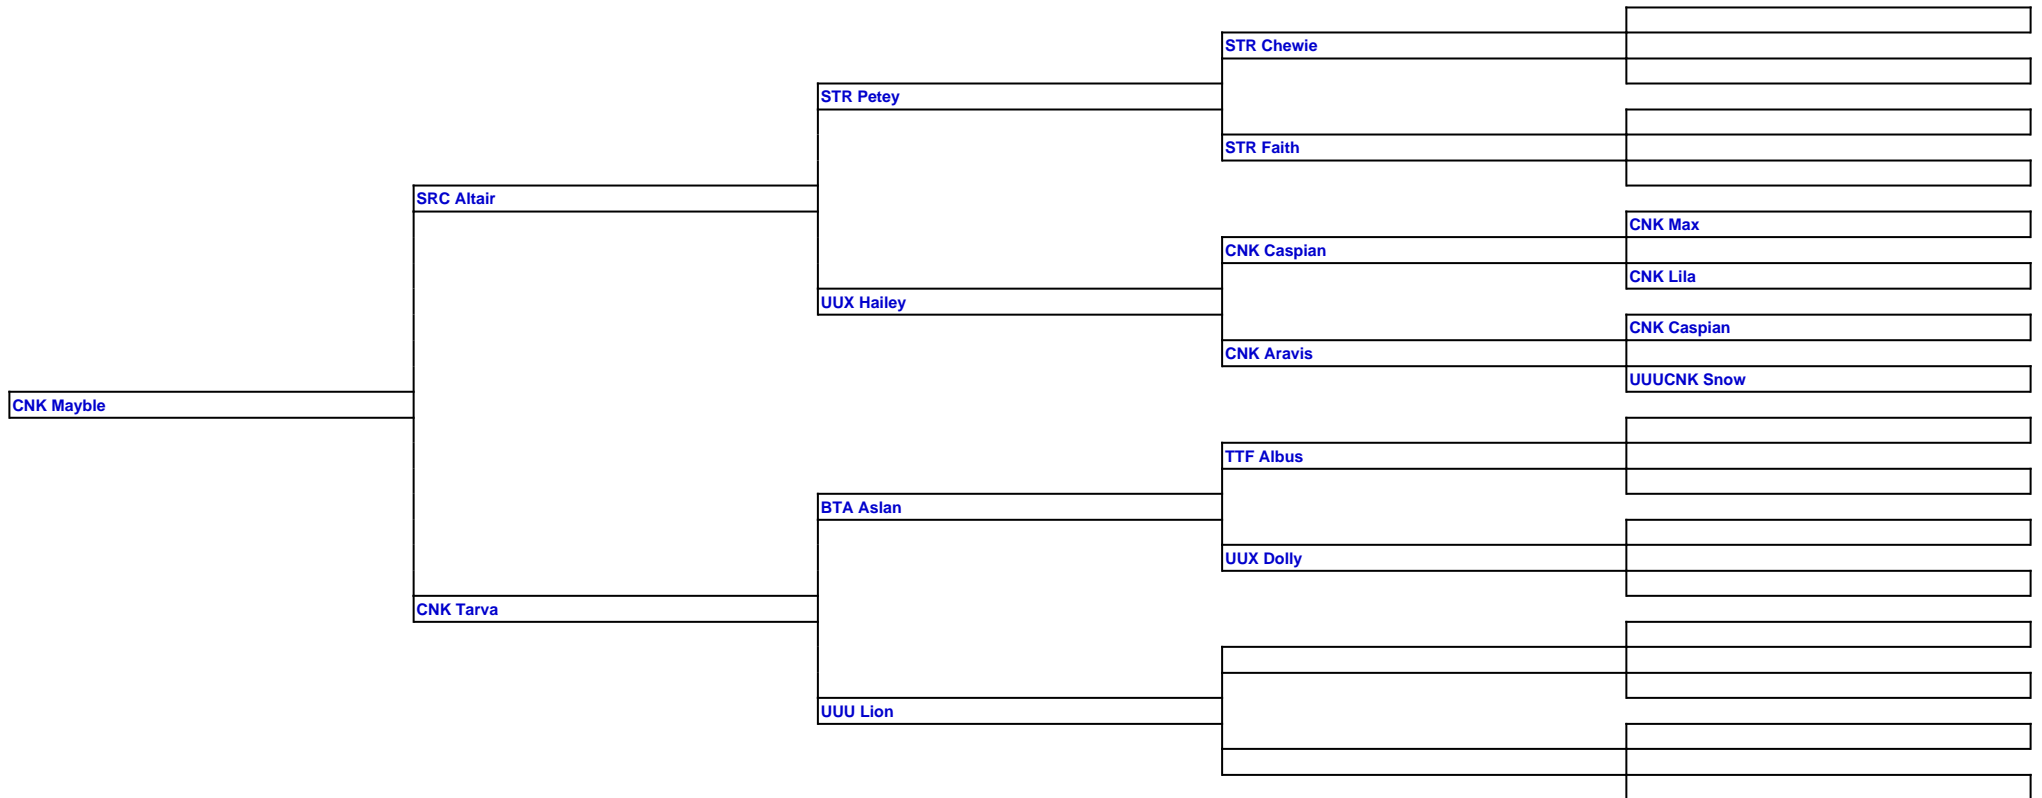 STR Chewie
STR Petey
STR Faith
SRC Altair
CNK Max
CNK Caspian
CNK Lila
UUX Hailey
CNK Caspian
CNK Aravis
UUUCNK Snow
CNK Mayble
TTF Albus
BTA Aslan
UUX Dolly
CNK Tarva
UUU Lion